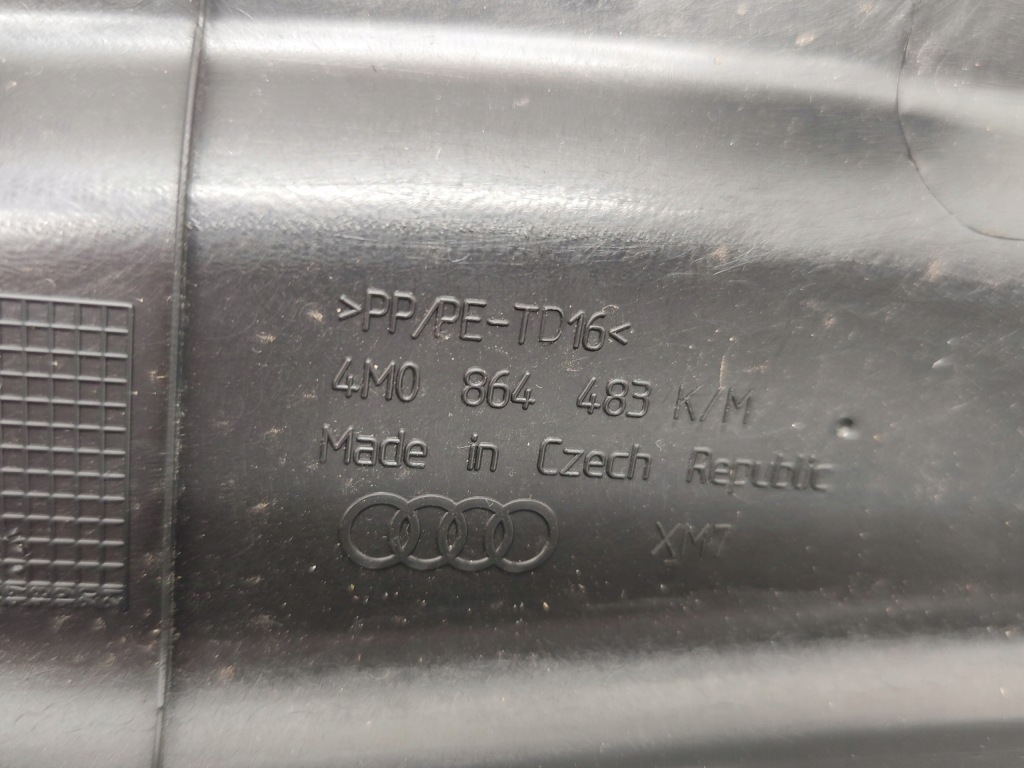 >PP/PE-TD16<
4M0 864 483 K/M
Made in Czech Republic
XM7